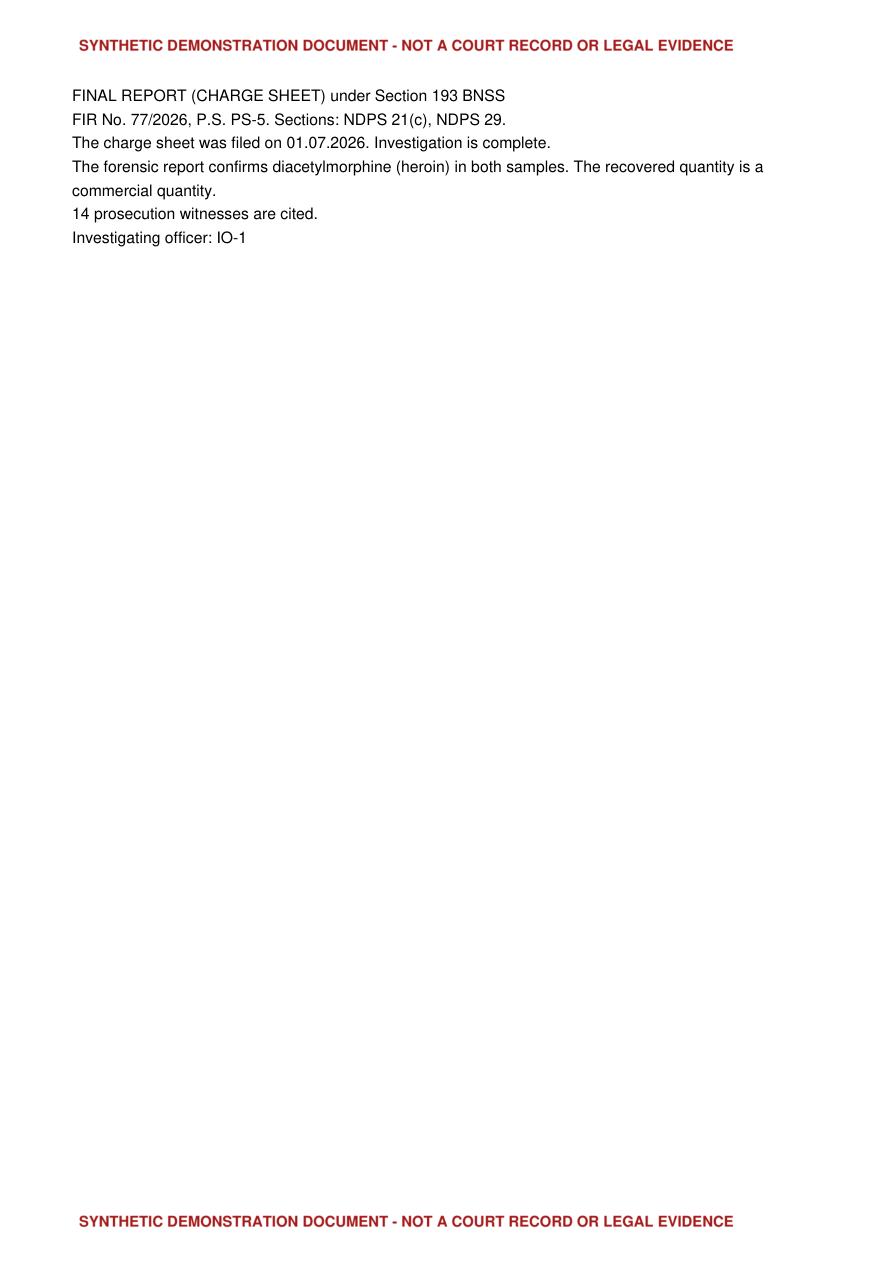 SYNTHETIC DEMONSTRATION DOCUMENT - NOT A COURT RECORD OR LEGAL EVIDENCE
FINAL REPORT (CHARGE SHEET) under Section 193 BNSS
FIR No. 77/2026, P.S. PS-5. Sections: NDPS 21(c), NDPS 29.
The charge sheet was filed on 01.07.2026. Investigation is complete.
The forensic report confirms diacetylmorphine (heroin) in both samples. The recovered quantity is a
commercial quantity.
14 prosecution witnesses are cited.
Investigating officer: IO-1
SYNTHETIC DEMONSTRATION DOCUMENT - NOT A COURT RECORD OR LEGAL EVIDENCE